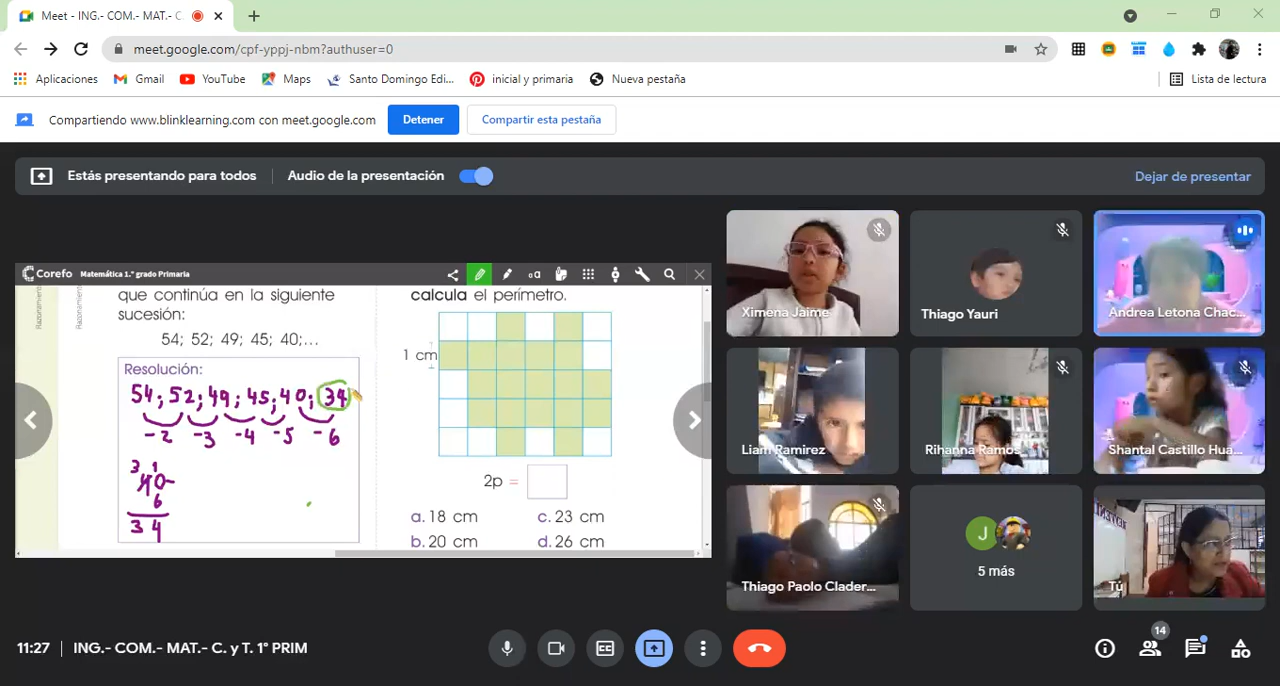 Meet - ING.- COM.- MAT.- C
meet.google.com/cpf-yppj-nbm?authuser=0
Aplicaciones Gmail YouTube Maps Santo Domingo Edi... inicial y primaria Nueva pestaña Lista de lectura
Compartiendo www.blinklearning.com con meet.google.com Detener Compartir esta pestaña
Estás presentando para todos Audio de la presentación Dejar de presentar
Corefo Matemática 1.° grado Primaria
Razonamiento
Razonamiento
que continúa en la siguiente
sucesión:
54; 52; 49; 45; 40;...
Resolución:
54; 52; 49; 45; 40; 34
-2 -3 -4 -5 -6
3 1
40-
6
34
calcula el perímetro.
1 cm
2p =
a. 18 cm c. 23 cm
b. 20 cm d. 26 cm
Ximena Jaime
Thiago Yauri
Andrea Letona Chac...
Liam Ramirez
Rihanna Ramos
Shantal Castillo Hua...
Thiago Paolo Clader...
J
5 más
Tú
11:27 ING.- COM.- MAT.- C. y T. 1° PRIM
14